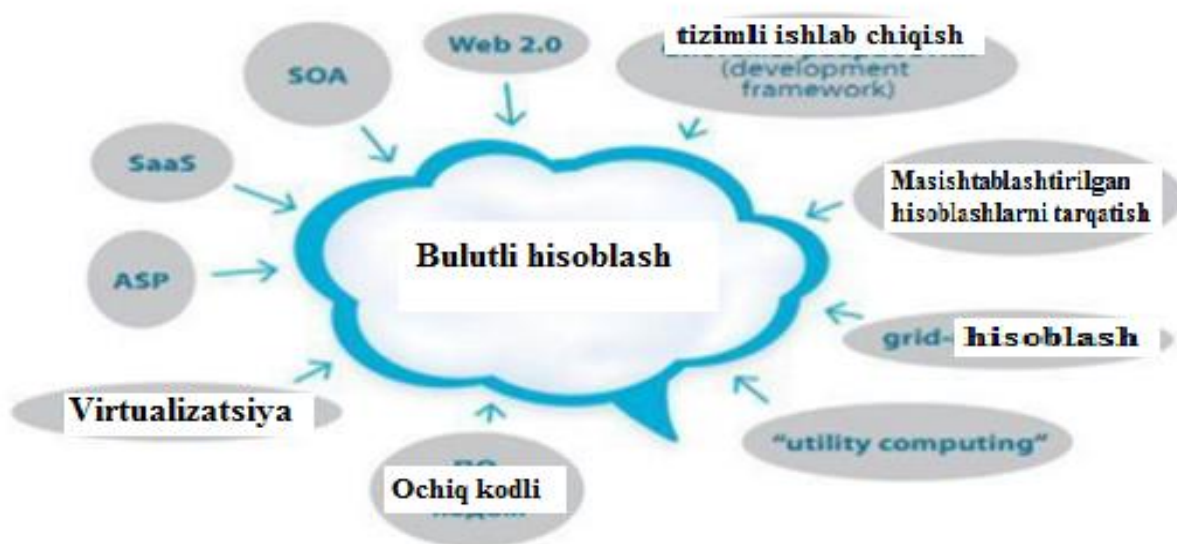 Web 2.0
tizimli ishlab chiqish
(development
framework)
SOA
SaaS
Masishtablashtirilgan
hisoblashlarni tarqatish
Bulutli hisoblash
ASP
grid- hisoblash
Virtualizatsiya
"utility computing"
Ochiq kodli